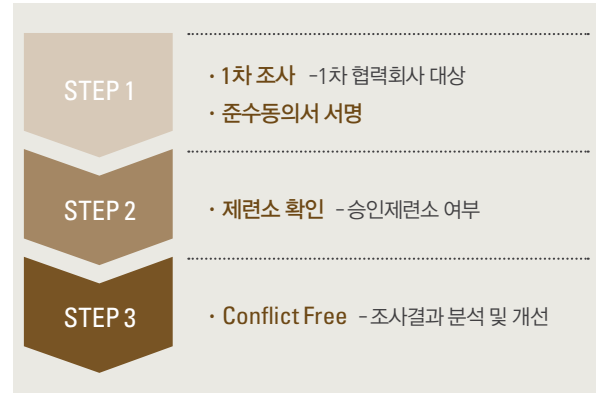 STEP 1
· 1차 조사 -1차 협력회사 대상
· 준수동의서 서명
STEP 2
· 제련소 확인 -승인제련소 여부
STEP 3
· Conflict Free -조사결과 분석 및 개선